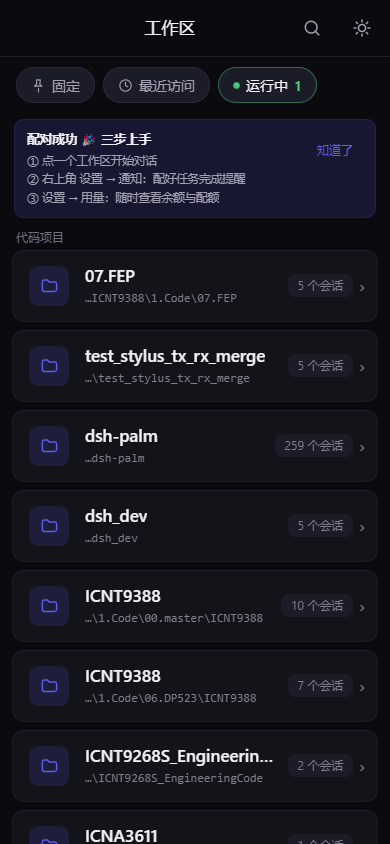 工作区
固定
最近访问
运行中 1
配对成功 🎉 三步上手
知道了
① 点一个工作区开始对话
② 右上角 设置 → 通知：配好任务完成提醒
③ 设置 → 用量：随时查看余额与配额
代码项目
07.FEP
…ICNT9388\1.Code\07.FEP
5 个会话
test_stylus_tx_rx_merge
…\test_stylus_tx_rx_merge
5 个会话
dsh-palm
…dsh-palm
259 个会话
dsh_dev
…dsh_dev
5 个会话
ICNT9388
…\1.Code\00.master\ICNT9388
10 个会话
ICNT9388
…\1.Code\06.DP523\ICNT9388
7 个会话
ICNT9268S_Engineerin...
…\ICNT9268S_EngineeringCode
2 个会话
ICNA3611
1 个会话